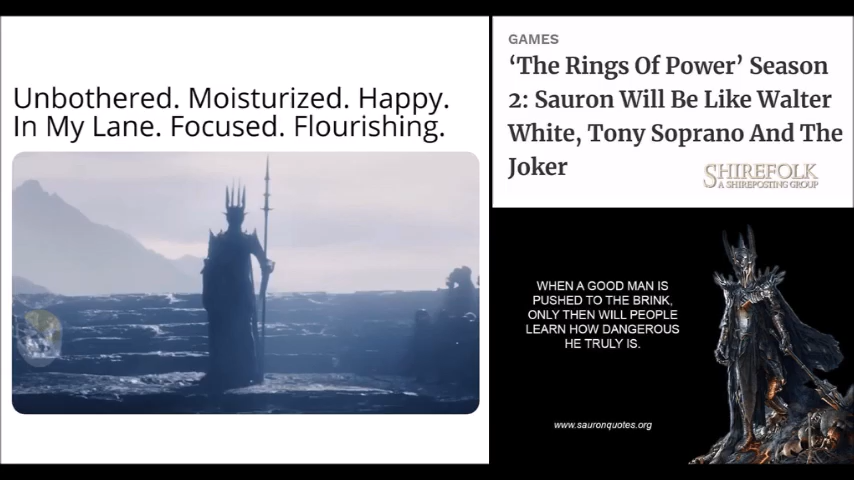 Unbothered. Moisturized. Happy.
In My Lane. Focused. Flourishing.
GAMES
‘The Rings Of Power’ Season
2: Sauron Will Be Like Walter
White, Tony Soprano And The
Joker
SHIREFOLK
A SHIREPOSTING GROUP
WHEN A GOOD MAN IS
PUSHED TO THE BRINK,
ONLY THEN WILL PEOPLE
LEARN HOW DANGEROUS
HE TRULY IS.
www.sauronquotes.org